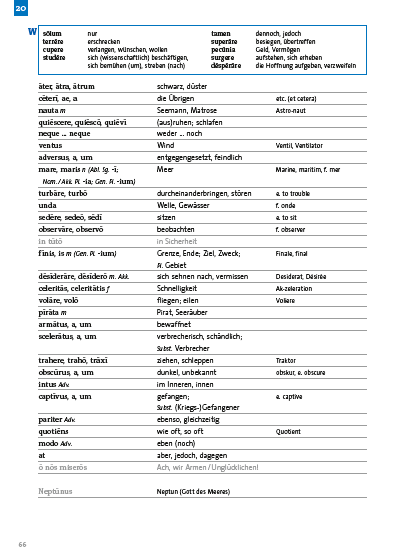 20
W
sōlum nur tamen dennoch, jedoch
terrēre erschrecken superāre besiegen, übertreffen
cupere verlangen, wünschen, wollen pecūnia Geld, Vermögen
studēre sich (wissenschaftlich) beschäftigen, surgere aufstehen, sich erheben
sich bemühen (um), streben (nach) dēspērāre die Hoffnung aufgeben, verzweifeln
āter, ātra, ātrum schwarz, düster
cēterī, ae, a die Übrigen etc. (et cetera)
nauta m Seemann, Matrose Astro-naut
quiēscere, quiēscō, quiēvī (aus)ruhen; schlafen
neque ... neque weder ... noch
ventus Wind Ventil, Ventilator
adversus, a, um entgegengesetzt, feindlich
mare, maris n (Abl. Sg. -ī; Meer Marine, maritim, f. mer
Nom./Akk. Pl. -ia; Gen. Pl. -ium)
turbāre, turbō durcheinanderbringen, stören e. to trouble
unda Welle, Gewässer f. onde
sedēre, sedeō, sēdī sitzen e. to sit
observāre, observō beobachten f. observer
in tūtō in Sicherheit
fīnis, is m (Gen. Pl. -ium) Grenze, Ende; Ziel, Zweck; Finale, final
Pl. Gebiet
dēsīderāre, dēsīderō m. Akk. sich sehnen nach, vermissen Desiderat, Désirée
celeritās, celeritātis f Schnelligkeit Ak-zeleration
volāre, volō fliegen; eilen Voliere
pīrāta m Pirat, Seeräuber
armātus, a, um bewaffnet
scelerātus, a, um verbrecherisch, schändlich;
Subst. Verbrecher
trahere, trahō, trāxī ziehen, schleppen Traktor
obscūrus, a, um dunkel, unbekannt obskur, e. obscure
intus Adv. im Inneren, innen
captīvus, a, um gefangen; e. captive
Subst. (Kriegs-)Gefangener
pariter Adv. ebenso, gleichzeitig
quotiēns wie oft, so oft Quotient
modo Adv. eben (noch)
at aber, jedoch, dagegen
ō nōs miserōs Ach, wir Armen/Unglücklichen!
Neptūnus Neptun (Gott des Meeres)
66